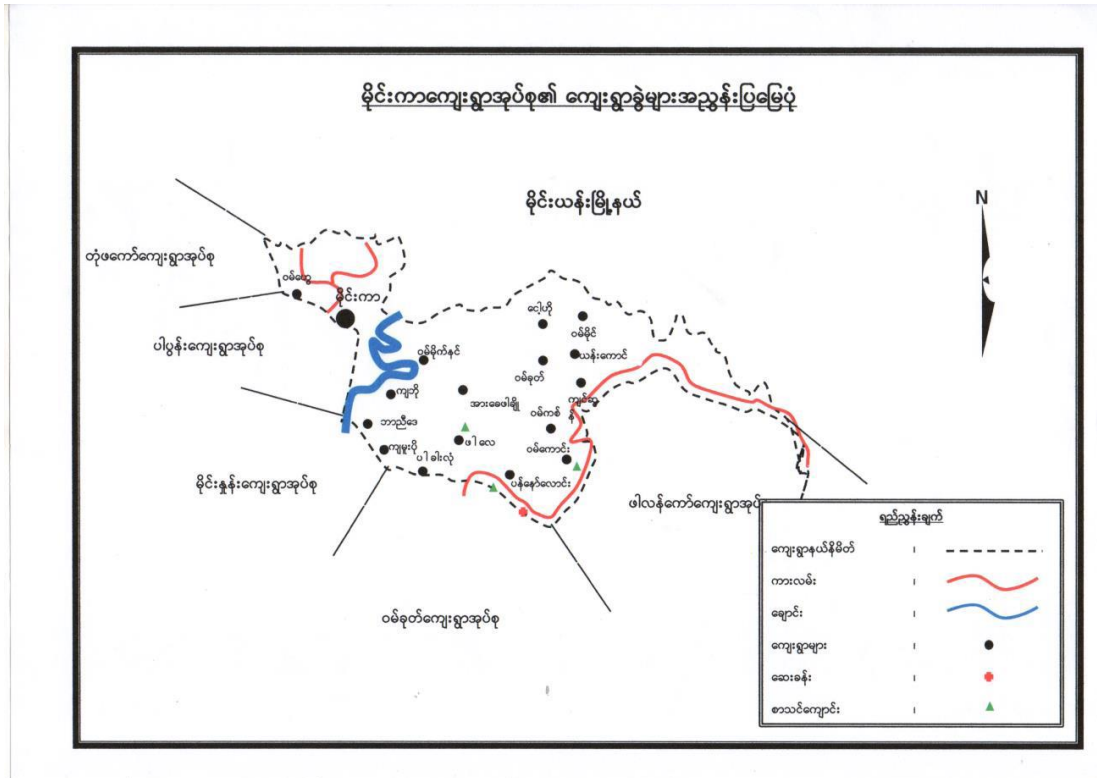 မိုင်းကာကျေးရွာအုပ်စု၏ ကျေးရွာခွဲများအညွှန်းပြမြေပုံ
မိုင်းယန်းမြို့နယ်
N
တုံဖကော်ကျေးရွာအုပ်စု
မိုင်းကာ
ပါပွန်းကျေးရွာအုပ်စု
ဝမ်မိုင်
ယန်းကောင်
ဝမ်မိုက်နင်
ဝမ်ခုတ်
ကျဘို
အားခေဖါချို
ဝမ်ကစ်
ဘာညီဒေ
ကျမူးပို
ဖါလေ
ဝမ်ကောင်း
ပါခါးလုံ
ပန်နော်လောင်း
မိုင်းနှုန်းကျေးရွာအုပ်စု
ဖါလန်ကော်ကျေးရွာအုပ်
ဝမ်ခုတ်ကျေးရွာအုပ်စု
ရည်ညွှန်းချက်
ကျေးရွာနယ်နိမိတ် ၊
ကားလမ်း ၊
ချောင်း ၊
ကျေးရွာများ ၊
ဆေးခန်း ၊
စာသင်ကျောင်း ၊